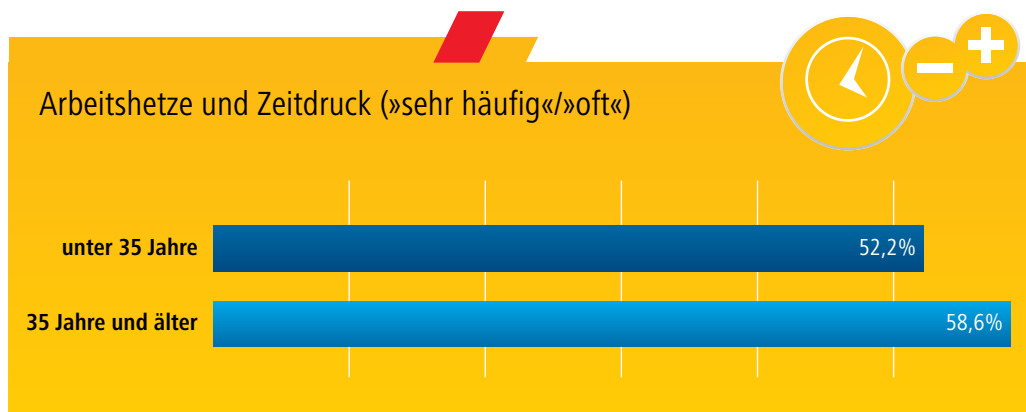 Arbeitshetze und Zeitdruck (»sehr häufig«/»oft«)
unter 35 Jahre 52,2%
35 Jahre und älter 58,6%